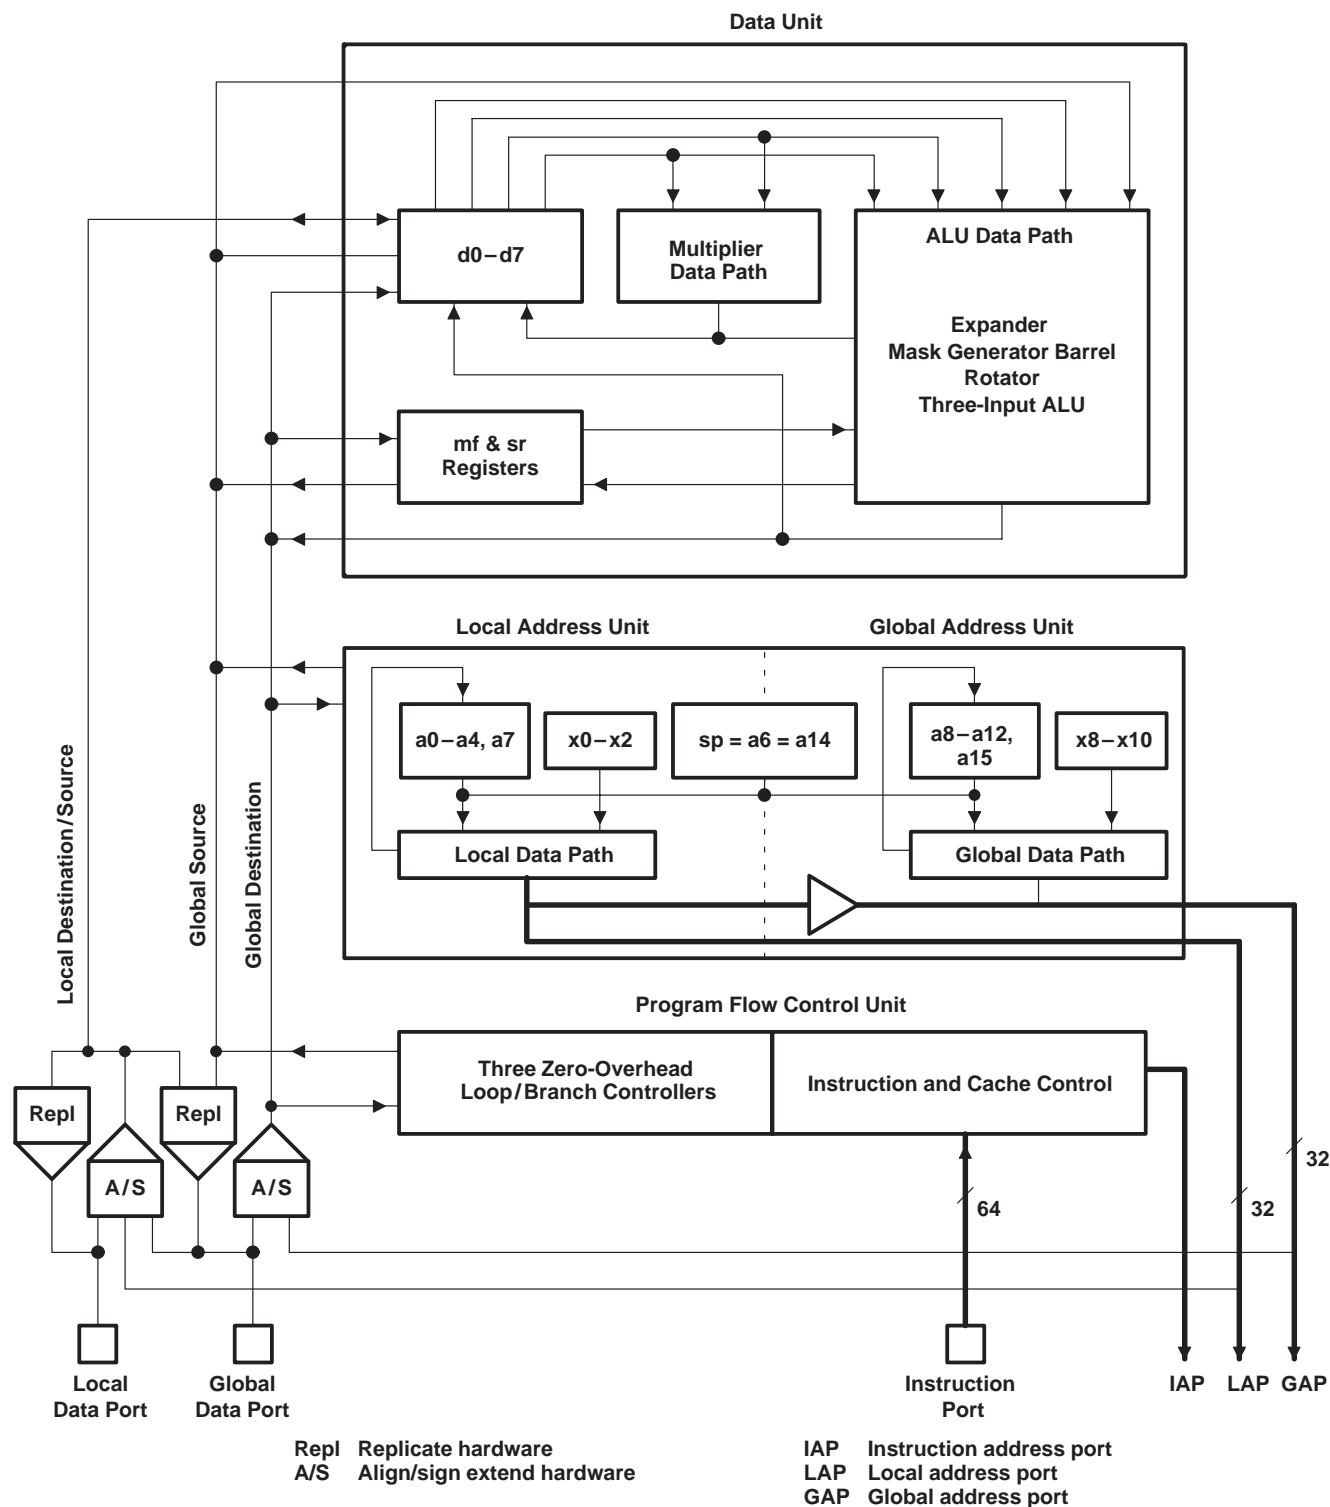 Data Unit
d0–d7
Multiplier
Data Path
ALU Data Path
Expander
Mask Generator Barrel
Rotator
Three-Input ALU
mf & sr
Registers
Local Address Unit
Global Address Unit
a0–a4, a7
x0–x2
sp = a6 = a14
a8–a12,
a15
x8–x10
Local Data Path
Global Data Path
Local Destination/Source
Global Source
Global Destination
Program Flow Control Unit
Three Zero-Overhead
Loop/Branch Controllers
Instruction and Cache Control
Repl
Repl
A/S
A/S
64
32
32
Local
Data Port
Global
Data Port
Instruction
Port
IAP
LAP
GAP
Repl Replicate hardware
A/S Align/sign extend hardware
IAP Instruction address port
LAP Local address port
GAP Global address port